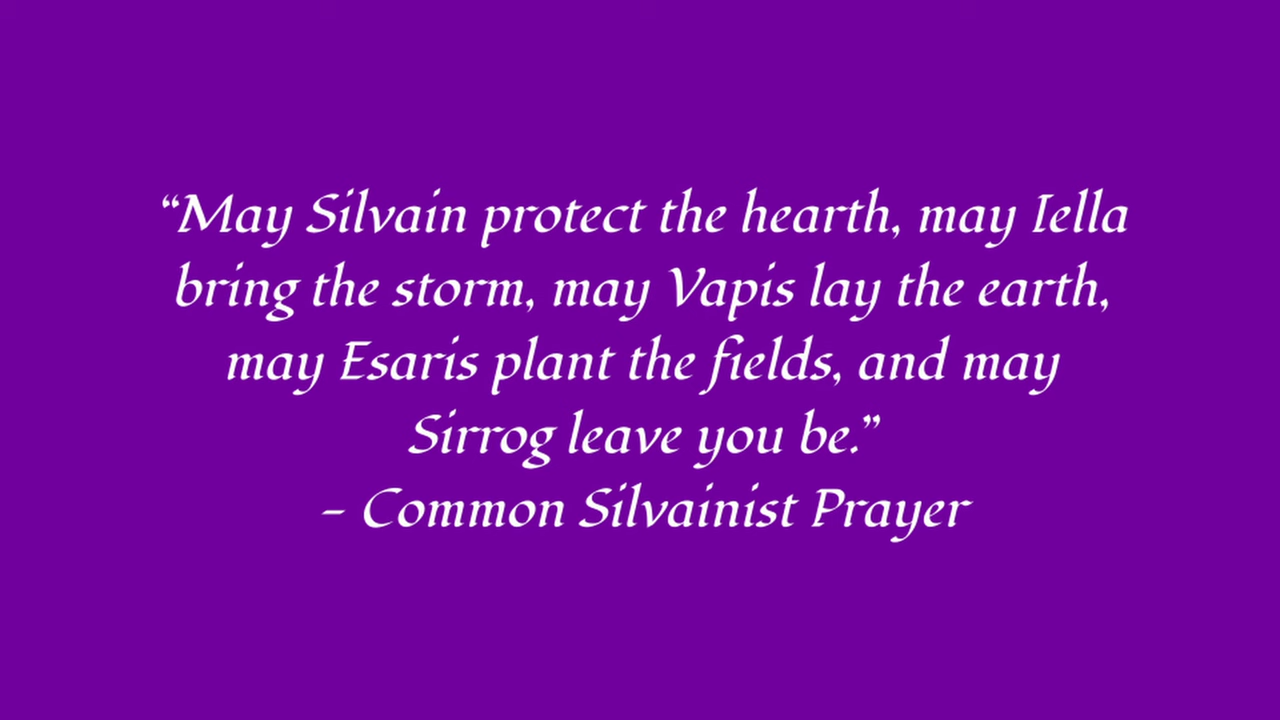 “May Silvain protect the hearth, may Iella
bring the storm, may Vapis lay the earth,
may Esaris plant the fields, and may
Sirrog leave you be.”
- Common Silvainist Prayer